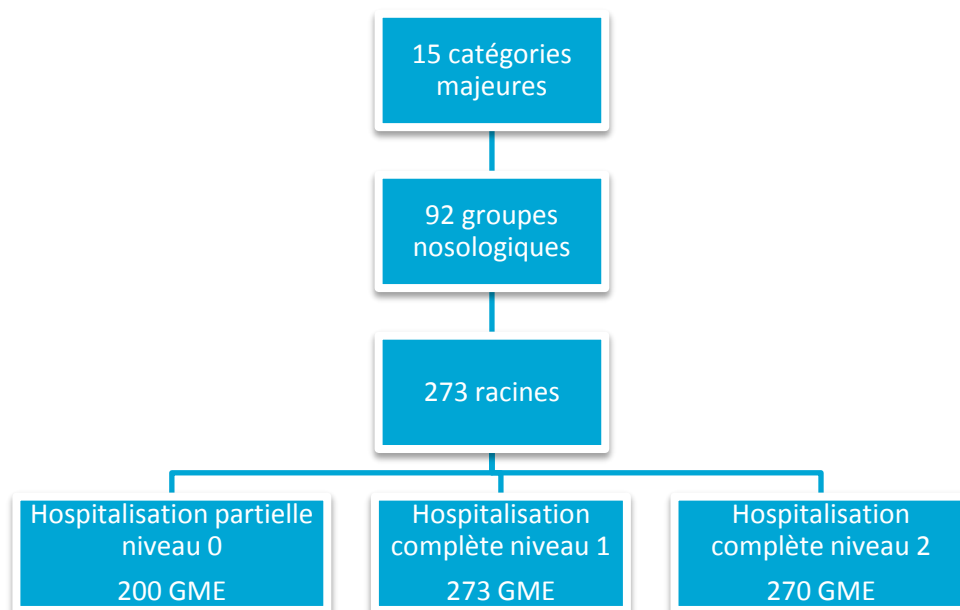 15 catégories
majeures
92 groupes
nosologiques
273 racines
Hospitalisation partielle
niveau 0
200 GME
Hospitalisation
complète niveau 1
273 GME
Hospitalisation
complète niveau 2
270 GME